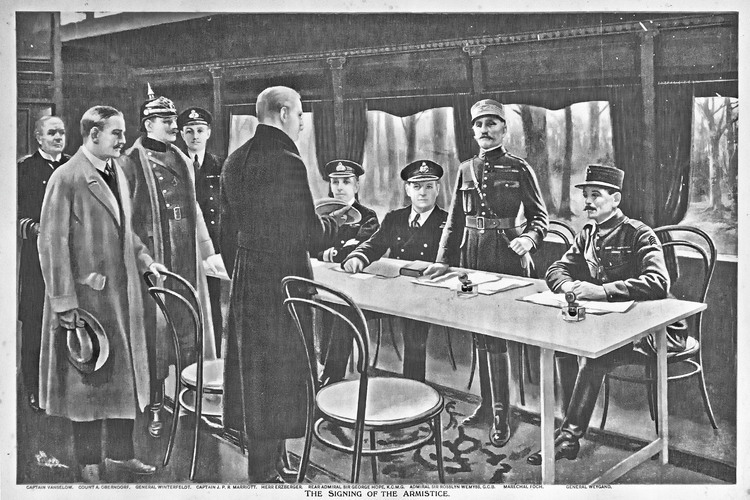 CAPTAIN VANSELOW. COUNT A. OBERNDORF. GENERAL WINTERFELDT. CAPTAIN J. P. R. MARRIOTT. HERR ERZBERGER. REAR ADMIRAL SIR GEORGE HOPE, K.C.M.G. ADMIRAL SIR ROSSLYN WEMYSS, G.C.B. MARECHAL FOCH. GENERAL WEYGAND.
THE SIGNING OF THE ARMISTICE.